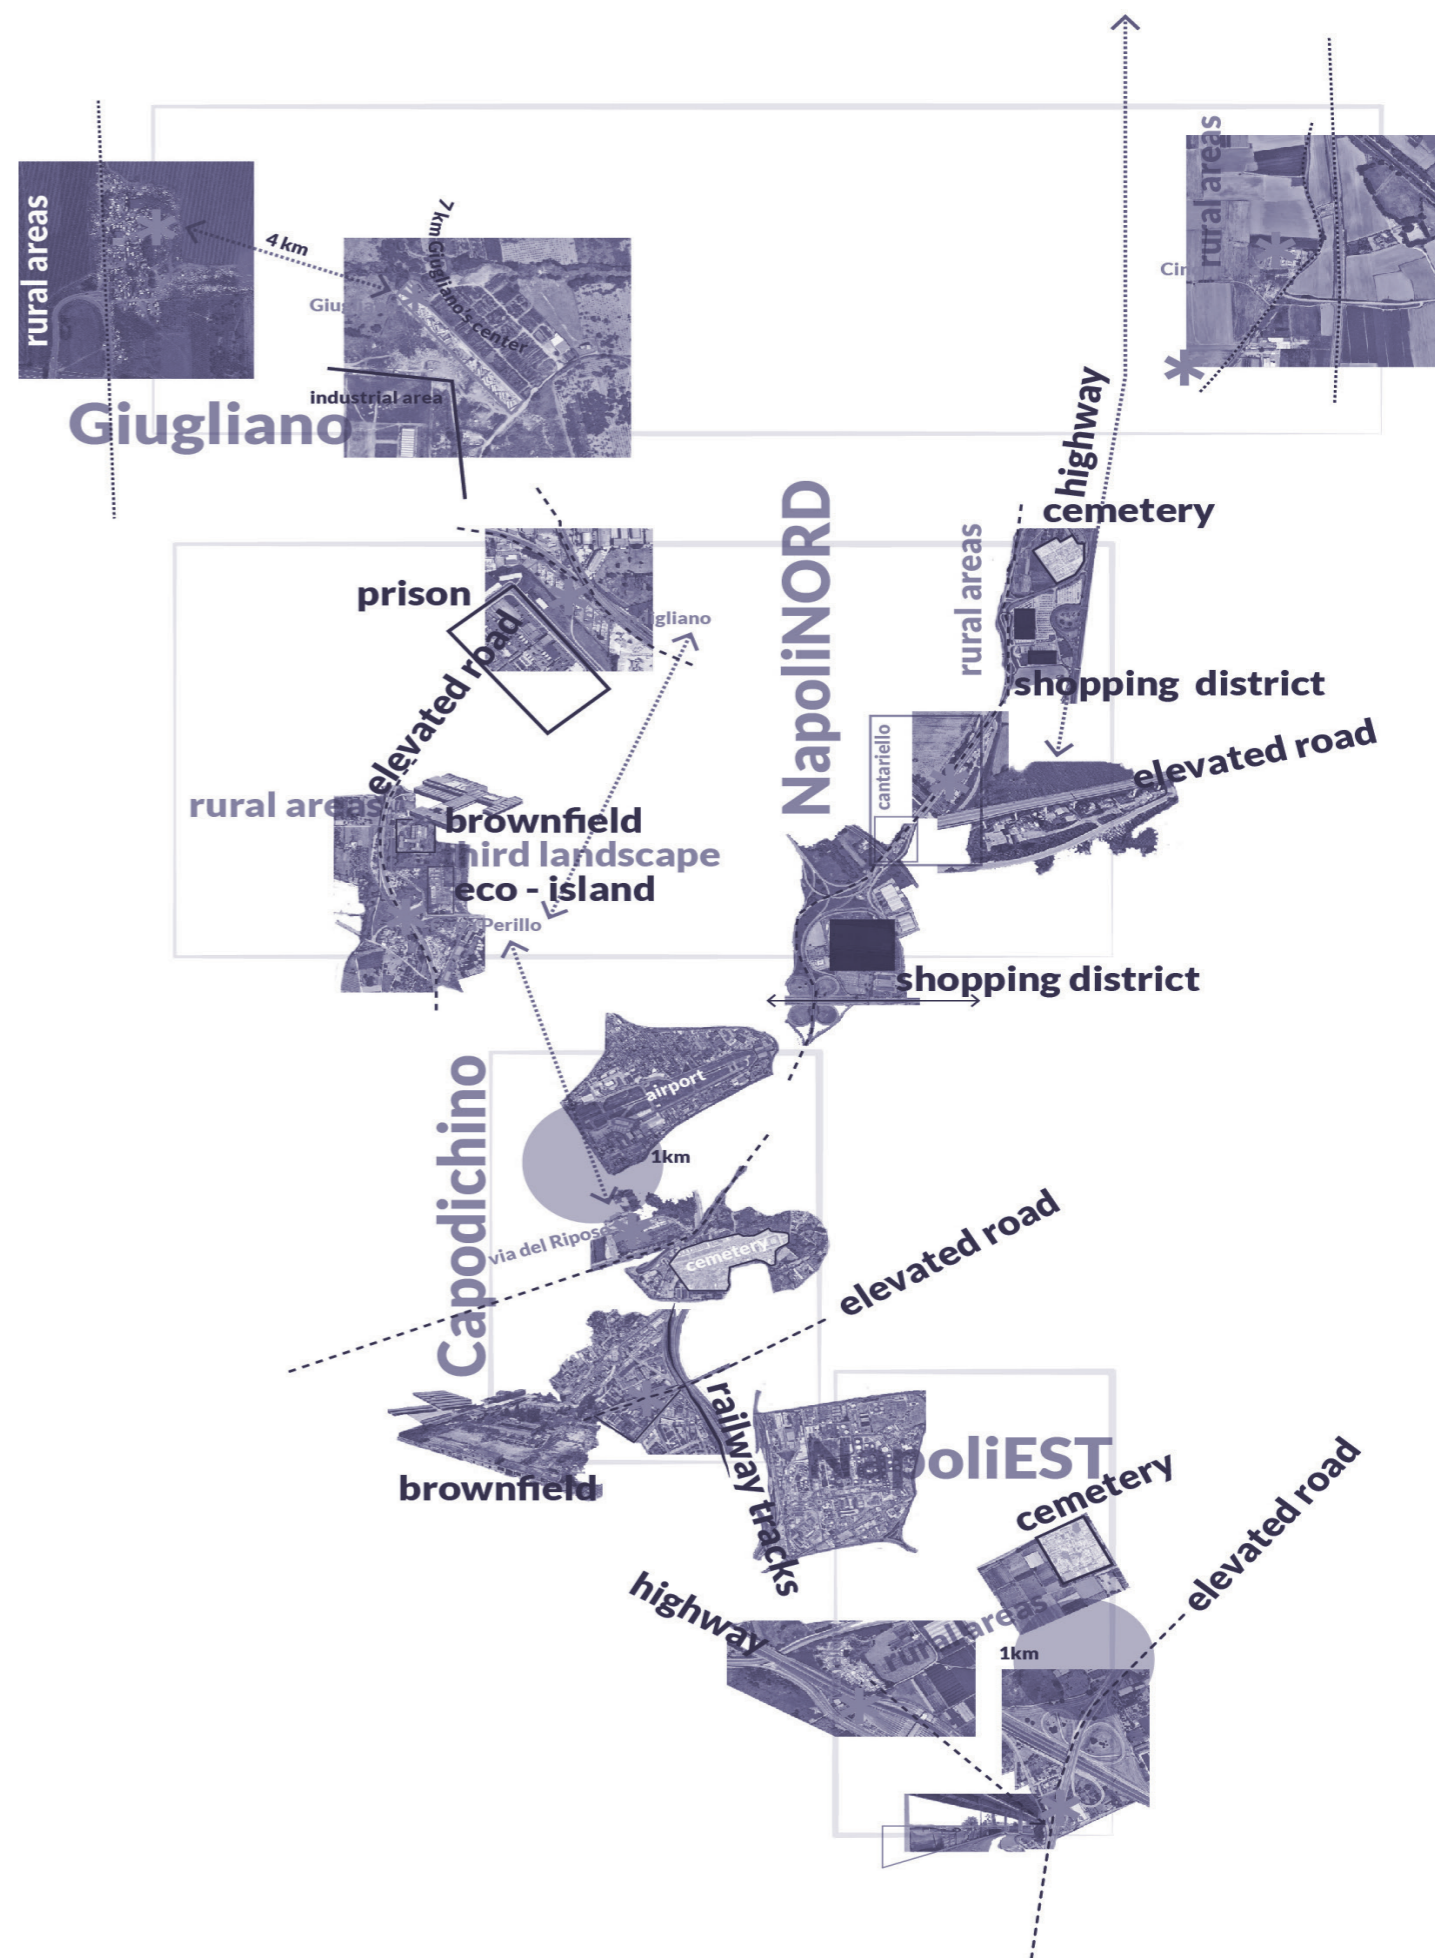 rural areas
4 km
7 km Giugliano's center
industrial area
Giugliano
rural areas
highway
cemetery
NapoliNORD
rural areas
prison
elevated road
shopping district
cantariello
elevated road
rural areas
brownfield
third landscape
eco - island
Perillo
shopping district
Capodichino
airport
1km
via del Riposo
cemetery
elevated road
railway tracks
brownfield
NapoliEST
cemetery
elevated road
highway
rural areas
1km